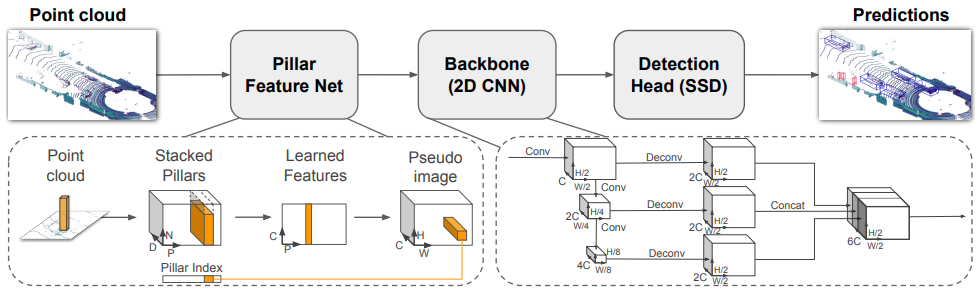 Point cloud
Predictions
Pillar
Feature Net
Backbone
(2D CNN)
Detection
Head (SSD)
Point
cloud
Stacked
Pillars
Learned
Features
Pseudo
image
N
D
P
C
P
H
C
W
Pillar Index
Conv
H/2
W/2
C
Conv
Deconv
2C
H/2
W/2
2C
H/4
W/4
Conv
Deconv
2C
H/2
W/2
Concat
4C
H/8
W/8
Deconv
2C
H/2
W/2
6C
H/2
W/2